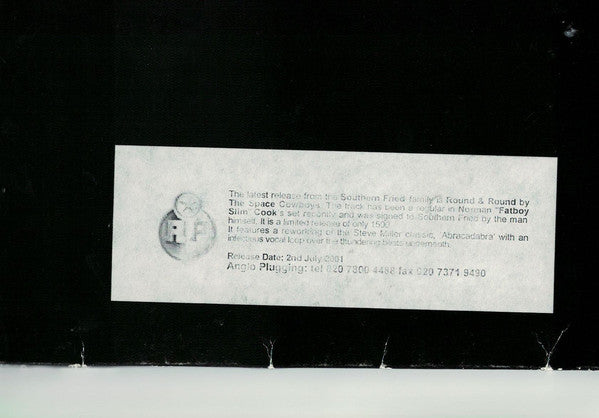 RF
The latest release from the Southern Fried family is Round & Round by
The Space Cowboys. The track has been a regular in Norman "Fatboy
Slim" Cook's set recently and was signed to Southern Fried by the man
himself. It is a limited release of only 1500.
It features a reworking of the Steve Miller classic, 'Abracadabra' with an
infectious vocal loop over the thundering beats underneath.
Release Date: 2nd July 2001
Anglo Plugging: tel 020 7800 4488 fax 020 7371 9490